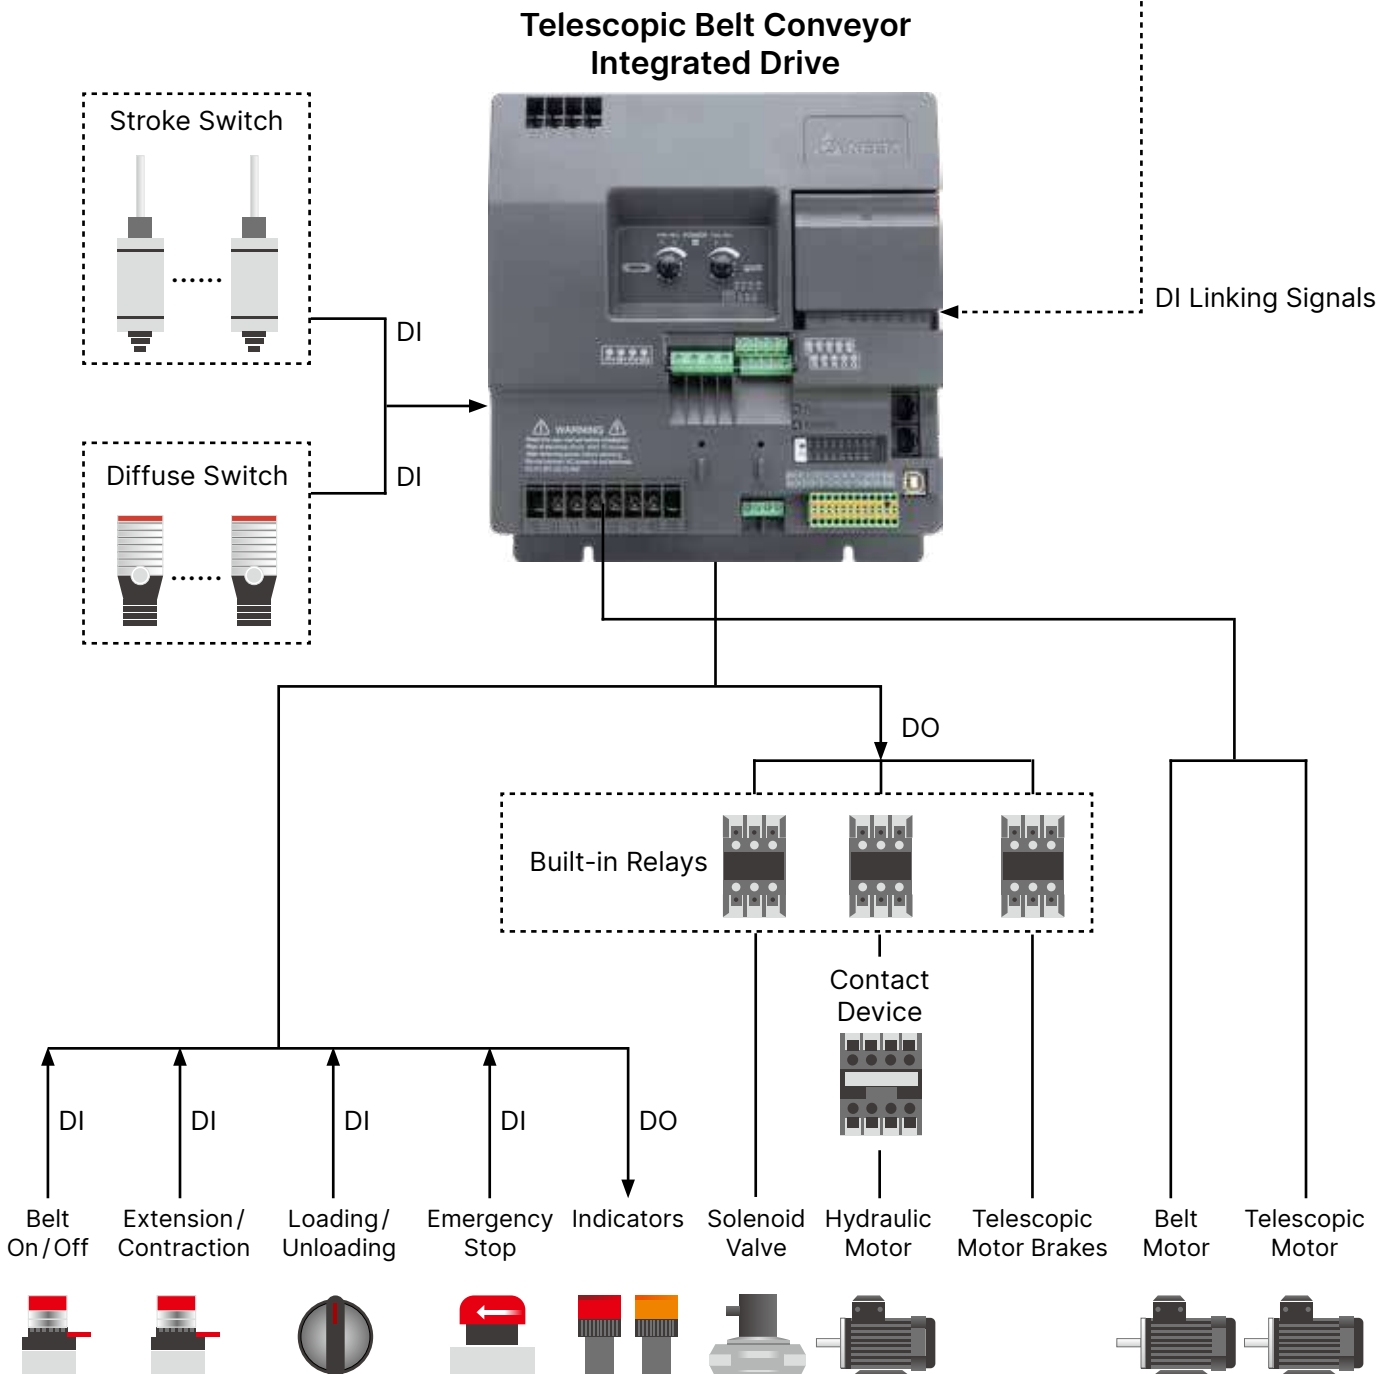 Telescopic Belt Conveyor
Integrated Drive
Stroke Switch
DI
DI Linking Signals
WARNING
Diffuse Switch
DI
DO
Built-in Relays
Contact
Device
DI
DI
DI
DI
DO
Belt
On/Off
Extension/
Contraction
Loading/
Unloading
Emergency
Stop
Indicators
Solenoid
Valve
Hydraulic
Motor
Telescopic
Motor Brakes
Belt
Motor
Telescopic
Motor